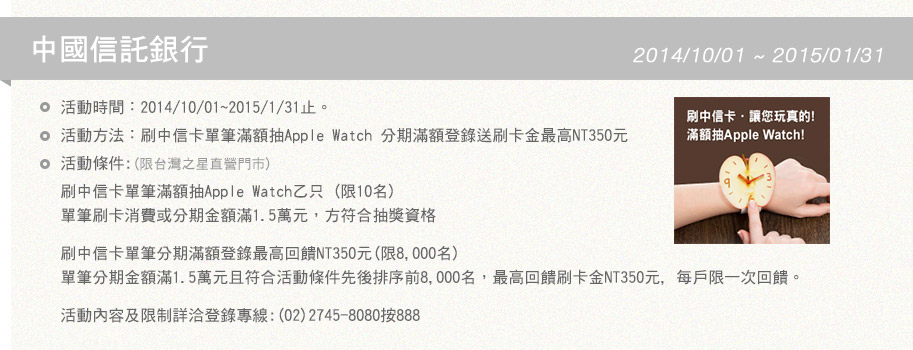 中國信託銀行
2014/10/01 ~ 2015/01/31
活動時間：2014/10/01~2015/1/31止。
活動方法：刷中信卡單筆滿額抽Apple Watch 分期滿額登錄送刷卡金最高NT350元
活動條件:(限台灣之星直營門市)
刷中信卡單筆滿額抽Apple Watch乙只 (限10名)
單筆刷卡消費或分期金額滿1.5萬元，方符合抽獎資格
刷中信卡單筆分期滿額登錄最高回饋NT350元(限8,000名)
單筆分期金額滿1.5萬元且符合活動條件先後排序前8,000名，最高回饋刷卡金NT350元, 每戶限一次回饋。
活動內容及限制詳洽登錄專線:(02)2745-8080按888
刷中信卡．讓您玩真的!
滿額抽Apple Watch!
9
3